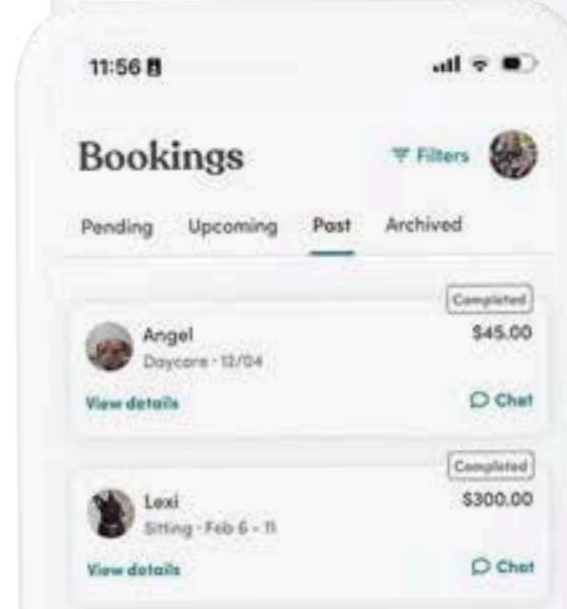 11:56
Bookings
Filters
Pending Upcoming Past Archived
Completed
Angel $45.00
Daycare · 12/04
View details Chat
Completed
Lexi $300.00
Sitting · Feb 6 - 11
View details Chat